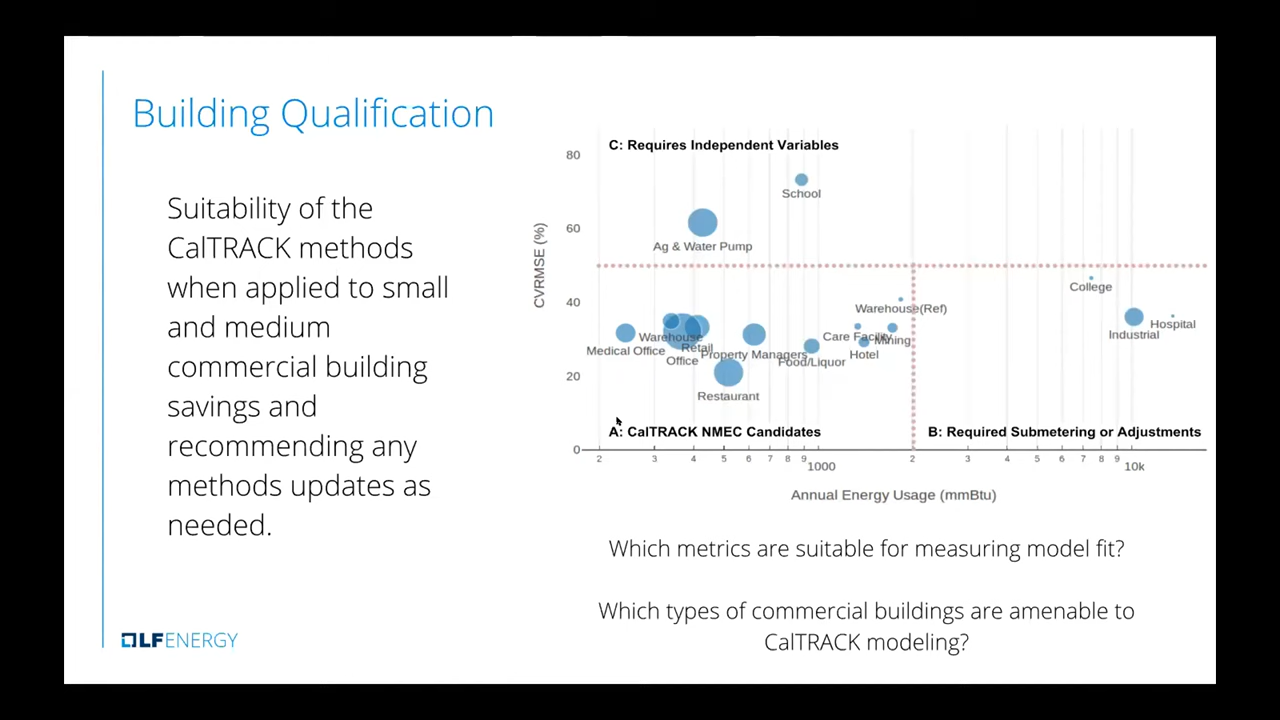 Building Qualification
Suitability of the
CalTRACK methods
when applied to small
and medium
commercial building
savings and
recommending any
methods updates as
needed.
LFENERGY
C: Requires Independent Variables
80
60
40
20
0
CVRMSE (%)
School
Ag & Water Pump
College
Warehouse(Ref)
Hospital
Industrial
Care Facility
Mining
Warehouse
Retail
Medical Office
Property Managers
Hotel
Office
Food/Liquor
Restaurant
A: CalTRACK NMEC Candidates
B: Required Submetering or Adjustments
2 3 4 5 6 7 8 9 1000 2 3 4 5 6 7 8 9 10k
Annual Energy Usage (mmBtu)
Which metrics are suitable for measuring model fit?
Which types of commercial buildings are amenable to
CalTRACK modeling?